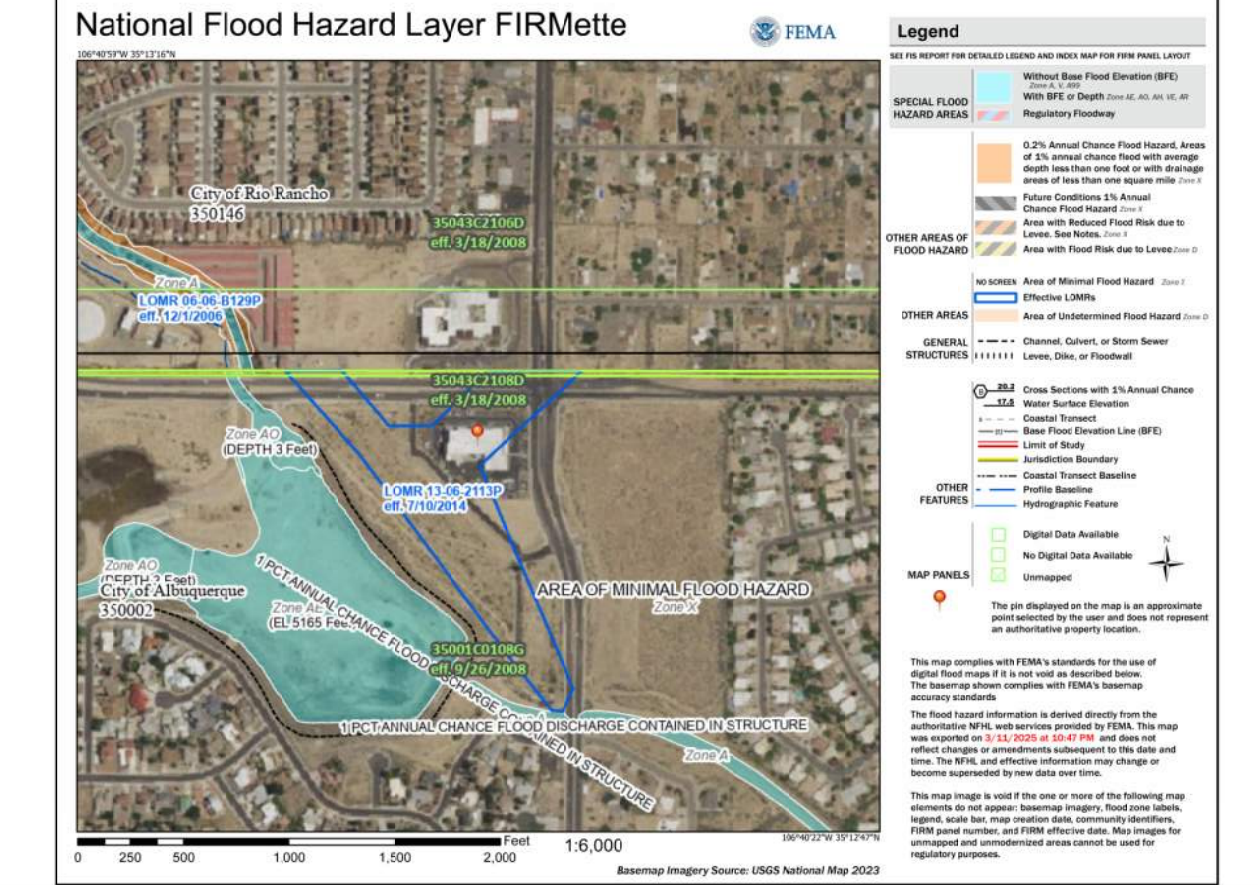 National Flood Hazard Layer FIRMette
FEMA
106°40'59"W 35°13'16"N
City of Rio Rancho
350146
35043C2106D
eff. 3/18/2008
Zone A
LOMR 06-06-B129P
eff. 12/1/2006
35043C2108D
eff. 3/18/2008
Zone AO
(DEPTH 3 Feet)
LOMR 13-06-2113P
eff. 7/10/2014
Zone AO
(DEPTH 3 Feet)
City of Albuquerque
350002
Zone AE
(EL 5165 Feet)
1 PCT ANNUAL CHANCE FLOOD DISCHARGE CONTAINED IN STRUCTURE
AREA OF MINIMAL FLOOD HAZARD
Zone X
35001C0108G
eff. 9/26/2008
1 PCT ANNUAL CHANCE FLOOD DISCHARGE CONTAINED IN STRUCTURE
Zone A
106°40'22"W 35°12'47"N
0 250 500 1,000 1,500 2,000 Feet
1:6,000
Basemap Imagery Source: USGS National Map 2023
Legend
SEE FIS REPORT FOR DETAILED LEGEND AND INDEX MAP FOR FIRM PANEL LAYOUT
SPECIAL FLOOD
HAZARD AREAS
Without Base Flood Elevation (BFE)
Zone A, V, A99
With BFE or Depth Zone AE, AO, AH, VE, AR
Regulatory Floodway
OTHER AREAS OF
FLOOD HAZARD
0.2% Annual Chance Flood Hazard, Areas
of 1% annual chance flood with average
depth less than one foot or with drainage
areas of less than one square mile Zone X
Future Conditions 1% Annual
Chance Flood Hazard Zone X
Area with Reduced Flood Risk due to
Levee. See Notes. Zone X
Area with Flood Risk due to Levee Zone D
OTHER AREAS
NO SCREEN Area of Minimal Flood Hazard Zone X
Effective LOMRs
Area of Undetermined Flood Hazard Zone D
GENERAL
STRUCTURES
Channel, Culvert, or Storm Sewer
Levee, Dike, or Floodwall
OTHER
FEATURES
B 20.2 Cross Sections with 1% Annual Chance
17.5 Water Surface Elevation
8 Coastal Transect
513 Base Flood Elevation Line (BFE)
Limit of Study
Jurisdiction Boundary
Coastal Transect Baseline
Profile Baseline
Hydrographic Feature
MAP PANELS
Digital Data Available
No Digital Data Available
Unmapped
N
The pin displayed on the map is an approximate
point selected by the user and does not represent
an authoritative property location.
This map complies with FEMA's standards for the use of
digital flood maps if it is not void as described below.
The basemap shown complies with FEMA's basemap
accuracy standards
The flood hazard information is derived directly from the
authoritative NFHL web services provided by FEMA. This map
was exported on 3/11/2025 at 10:47 PM and does not
reflect changes or amendments subsequent to this date and
time. The NFHL and effective information may change or
become superseded by new data over time.
This map image is void if the one or more of the following map
elements do not appear: basemap imagery, flood zone labels,
legend, scale bar, map creation date, community identifiers,
FIRM panel number, and FIRM effective date. Map images for
unmapped and unmodernized areas cannot be used for
regulatory purposes.